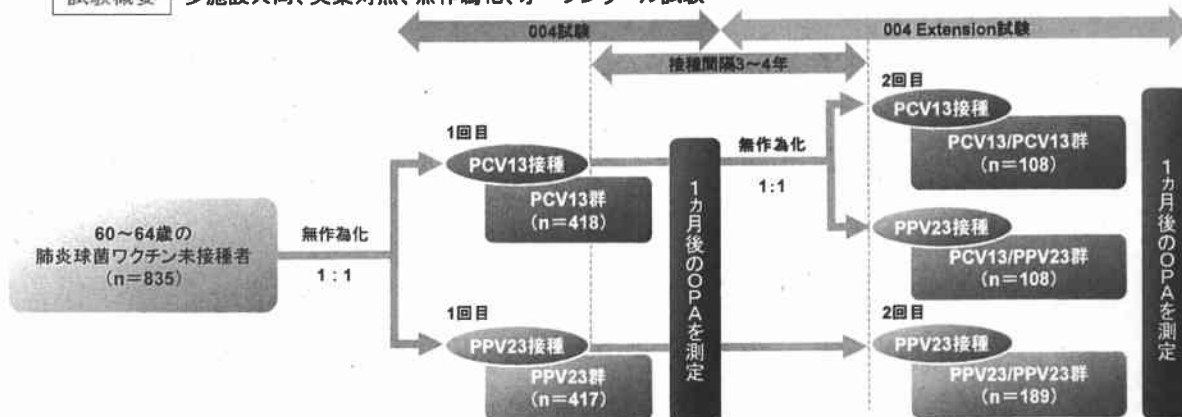 試験概要
多施設共同、実薬対照、無作為化、オープンラベル試験
004試験
004 Extension試験
接種間隔3〜4年
60〜64歳の
肺炎球菌ワクチン未接種者
(n=835)
無作為化
1:1
1回目
PCV13接種
PCV13群
(n=418)
1回目
PPV23接種
PPV23群
(n=417)
1カ月後のOPAを測定
無作為化
1:1
2回目
PCV13接種
PCV13/PCV13群
(n=108)
PPV23接種
PCV13/PPV23群
(n=108)
2回目
PPV23接種
PPV23/PPV23群
(n=189)
1カ月後のOPAを測定